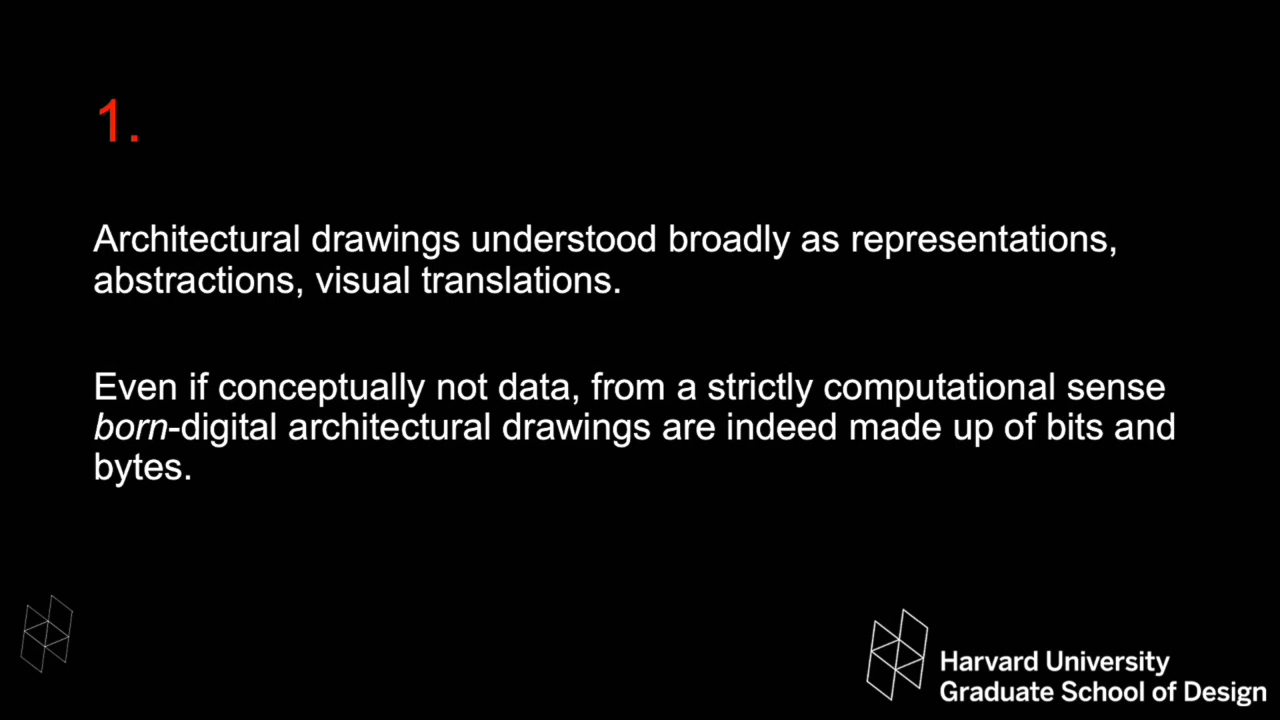 1.
Architectural drawings understood broadly as representations,
abstractions, visual translations.
Even if conceptually not data, from a strictly computational sense
born-digital architectural drawings are indeed made up of bits and
bytes.
Harvard University
Graduate School of Design